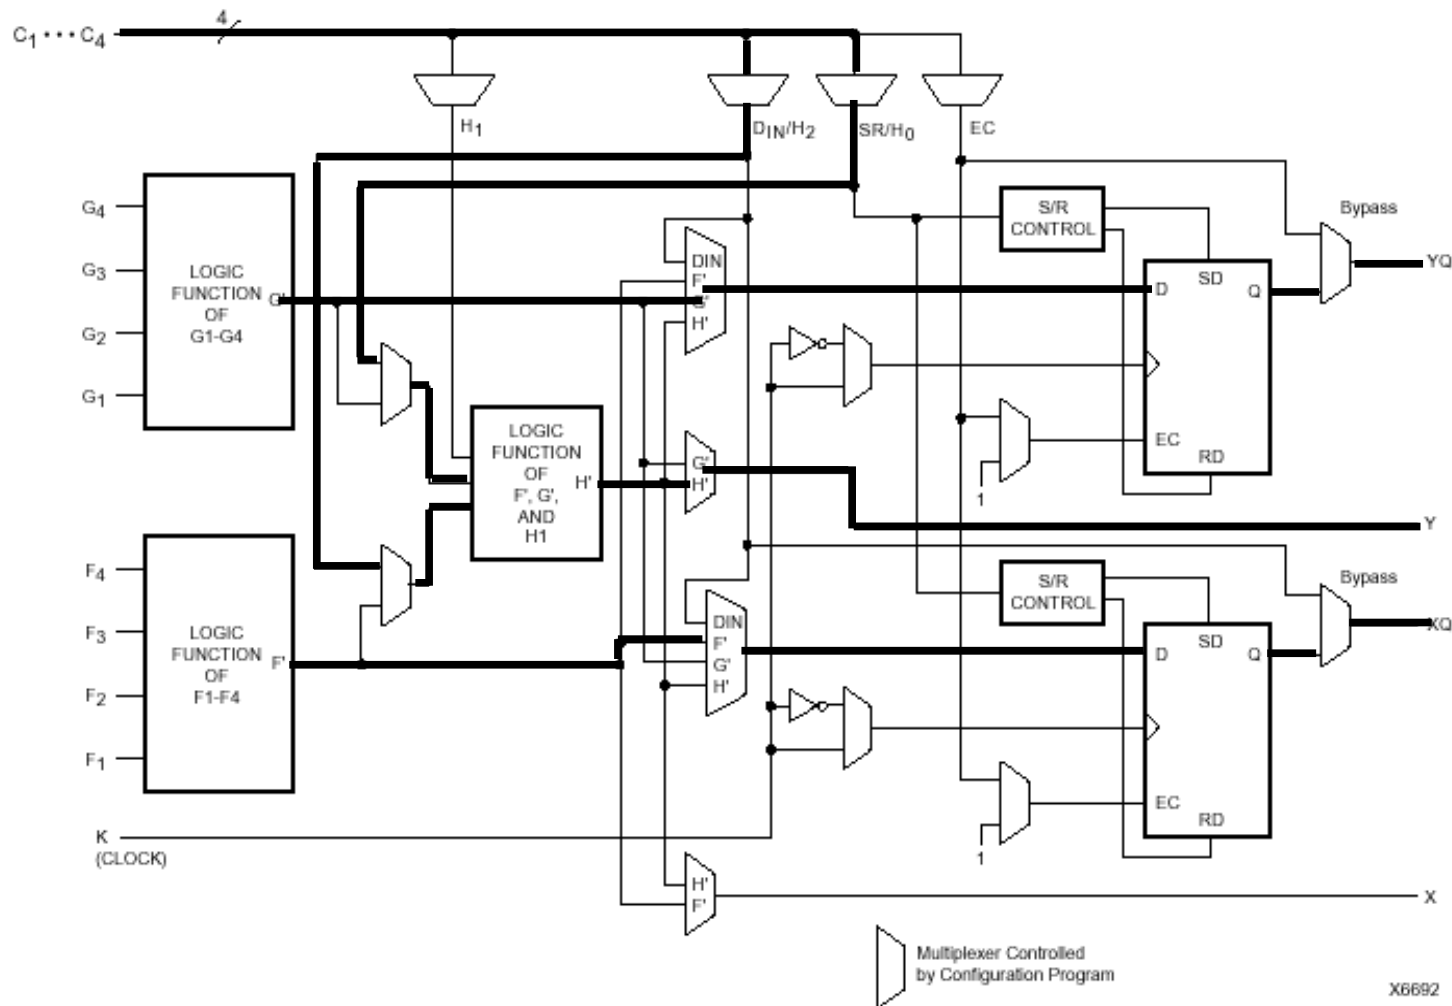 4
C1 • • • C4
H1
DIN/H2
SR/H0
EC
G4
G3
G2
G1
LOGIC
FUNCTION
OF
G1-G4
G'
DIN
F'
G'
H'
S/R
CONTROL
Bypass
D
SD
Q
EC
RD
1
YQ
LOGIC
FUNCTION
OF
F', G',
AND
H1
H'
G'
H'
Y
F4
F3
F2
F1
LOGIC
FUNCTION
OF
F1-F4
F'
DIN
F'
G'
H'
S/R
CONTROL
Bypass
D
SD
Q
EC
RD
1
XQ
K
(CLOCK)
H'
F'
X
Multiplexer Controlled
by Configuration Program
X6692